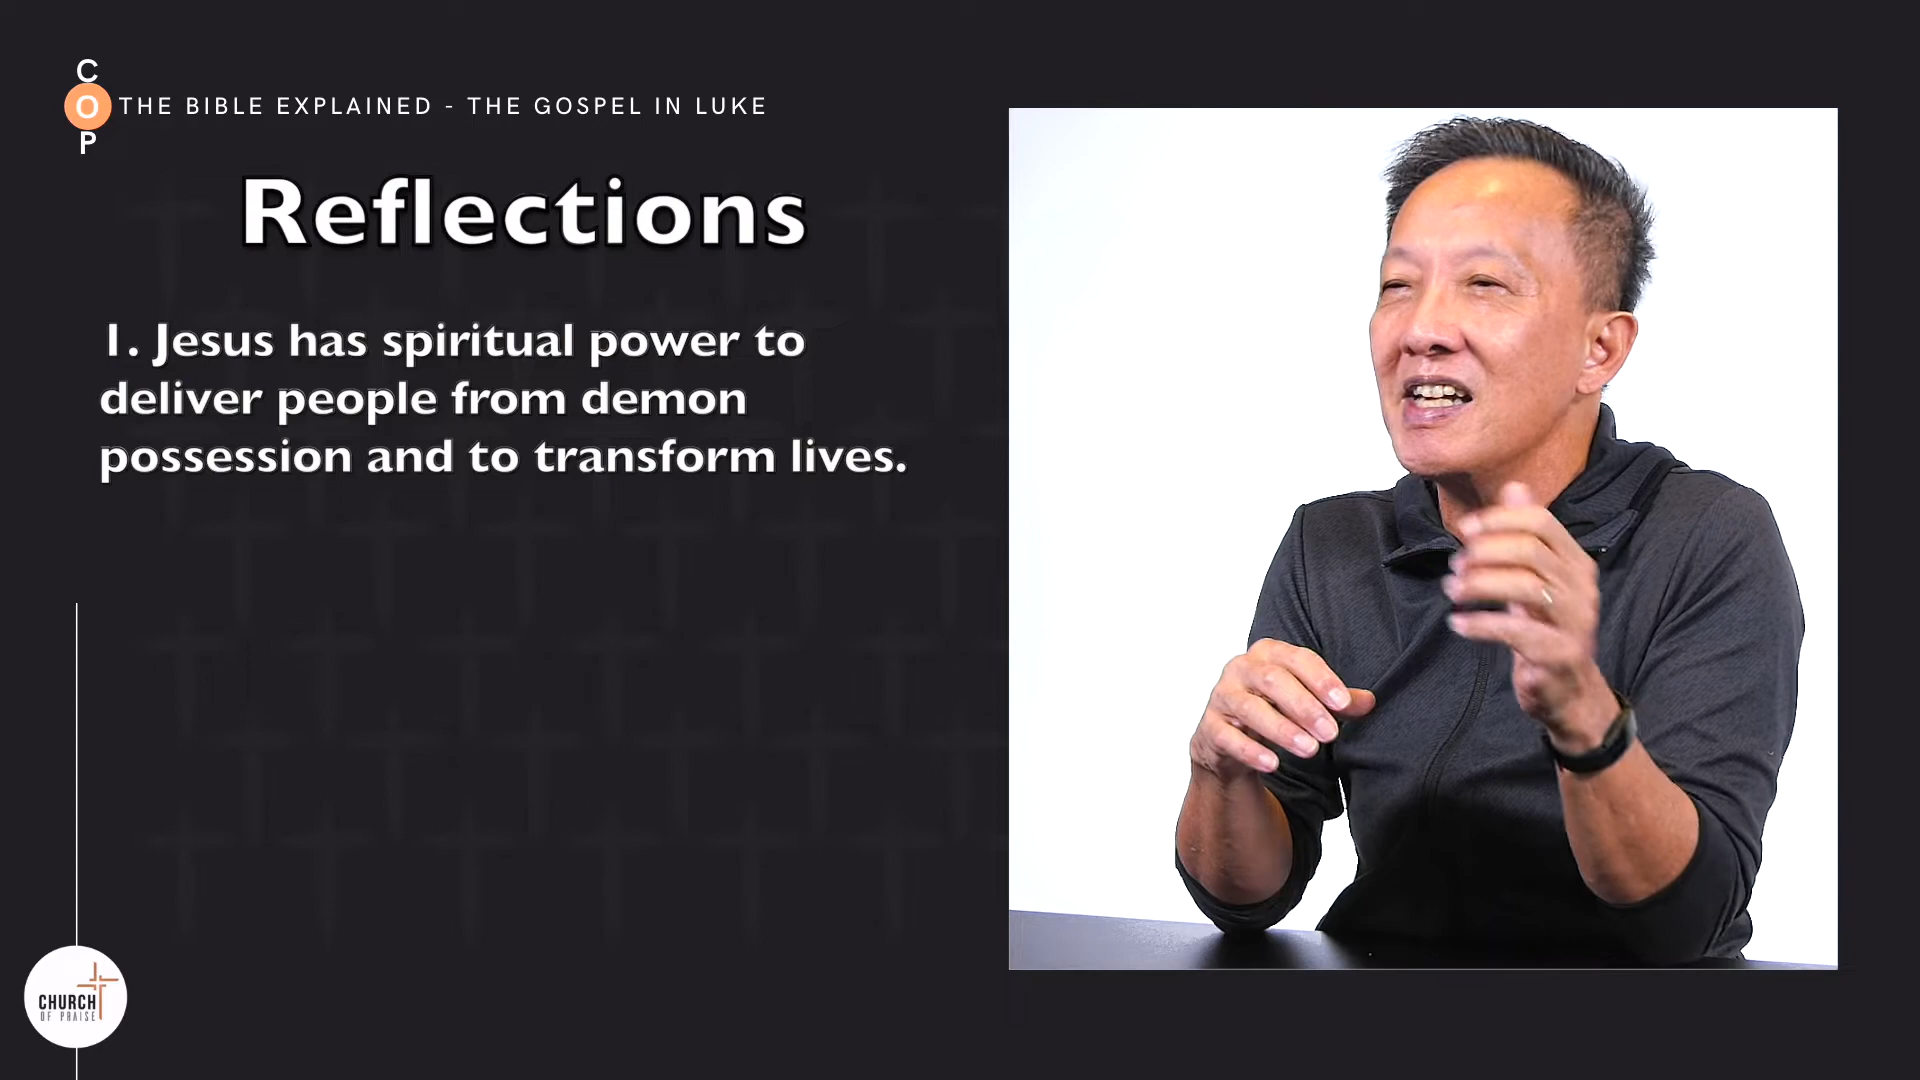 C
O
P
THE BIBLE EXPLAINED - THE GOSPEL IN LUKE
Reflections
1. Jesus has spiritual power to
deliver people from demon
possession and to transform lives.
CHURCH
OF PRAISE